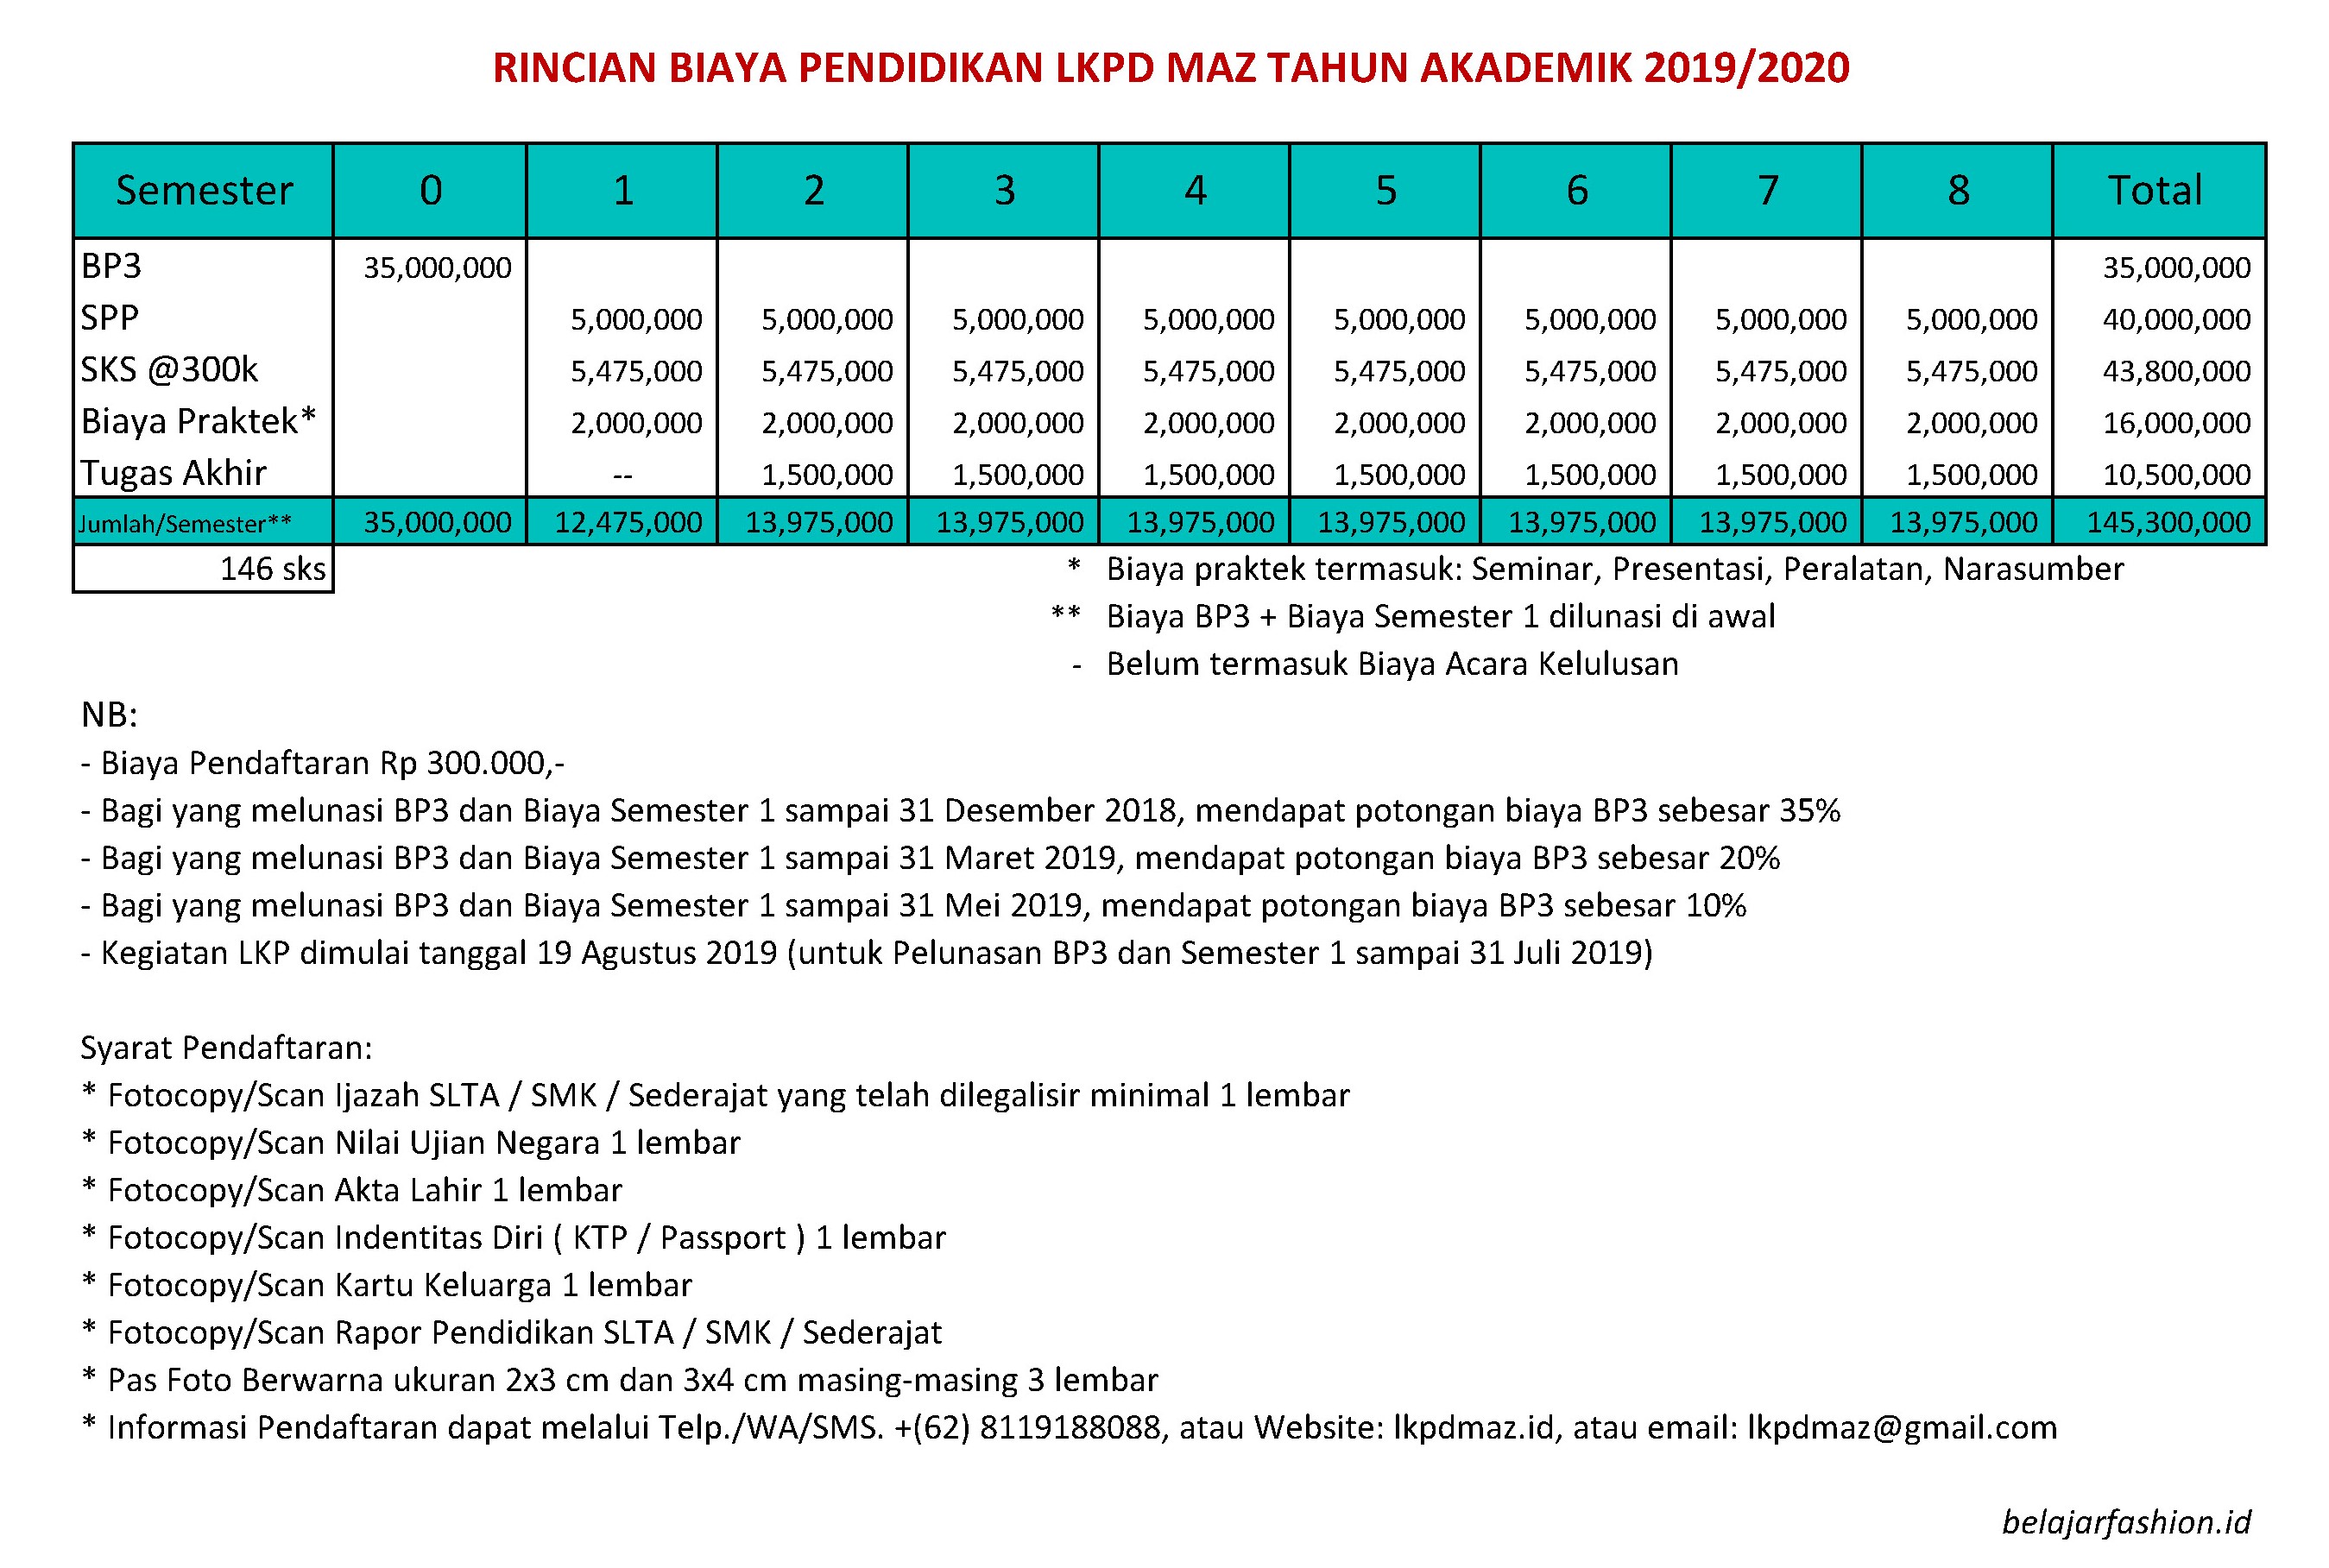 RINCIAN BIAYA PENDIDIKAN LKPD MAZ TAHUN AKADEMIK 2019/2020
Semester 0 1 2 3 4 5 6 7 8 Total
BP3 35,000,000 35,000,000
SPP 5,000,000 5,000,000 5,000,000 5,000,000 5,000,000 5,000,000 5,000,000 5,000,000 40,000,000
SKS @300k 5,475,000 5,475,000 5,475,000 5,475,000 5,475,000 5,475,000 5,475,000 5,475,000 43,800,000
Biaya Praktek* 2,000,000 2,000,000 2,000,000 2,000,000 2,000,000 2,000,000 2,000,000 2,000,000 16,000,000
Tugas Akhir -- 1,500,000 1,500,000 1,500,000 1,500,000 1,500,000 1,500,000 1,500,000 10,500,000
Jumlah/Semester** 35,000,000 12,475,000 13,975,000 13,975,000 13,975,000 13,975,000 13,975,000 13,975,000 13,975,000 145,300,000
146 sks * Biaya praktek termasuk: Seminar, Presentasi, Peralatan, Narasumber
** Biaya BP3 + Biaya Semester 1 dilunasi di awal
- Belum termasuk Biaya Acara Kelulusan
NB:
- Biaya Pendaftaran Rp 300.000,-
- Bagi yang melunasi BP3 dan Biaya Semester 1 sampai 31 Desember 2018, mendapat potongan biaya BP3 sebesar 35%
- Bagi yang melunasi BP3 dan Biaya Semester 1 sampai 31 Maret 2019, mendapat potongan biaya BP3 sebesar 20%
- Bagi yang melunasi BP3 dan Biaya Semester 1 sampai 31 Mei 2019, mendapat potongan biaya BP3 sebesar 10%
- Kegiatan LKP dimulai tanggal 19 Agustus 2019 (untuk Pelunasan BP3 dan Semester 1 sampai 31 Juli 2019)
Syarat Pendaftaran:
* Fotocopy/Scan Ijazah SLTA / SMK / Sederajat yang telah dilegalisir minimal 1 lembar
* Fotocopy/Scan Nilai Ujian Negara 1 lembar
* Fotocopy/Scan Akta Lahir 1 lembar
* Fotocopy/Scan Indentitas Diri ( KTP / Passport ) 1 lembar
* Fotocopy/Scan Kartu Keluarga 1 lembar
* Fotocopy/Scan Rapor Pendidikan SLTA / SMK / Sederajat
* Pas Foto Berwarna ukuran 2x3 cm dan 3x4 cm masing-masing 3 lembar
* Informasi Pendaftaran dapat melalui Telp./WA/SMS. +(62) 8119188088, atau Website: lkpdmaz.id, atau email: lkpdmaz@gmail.com
belajarfashion.id